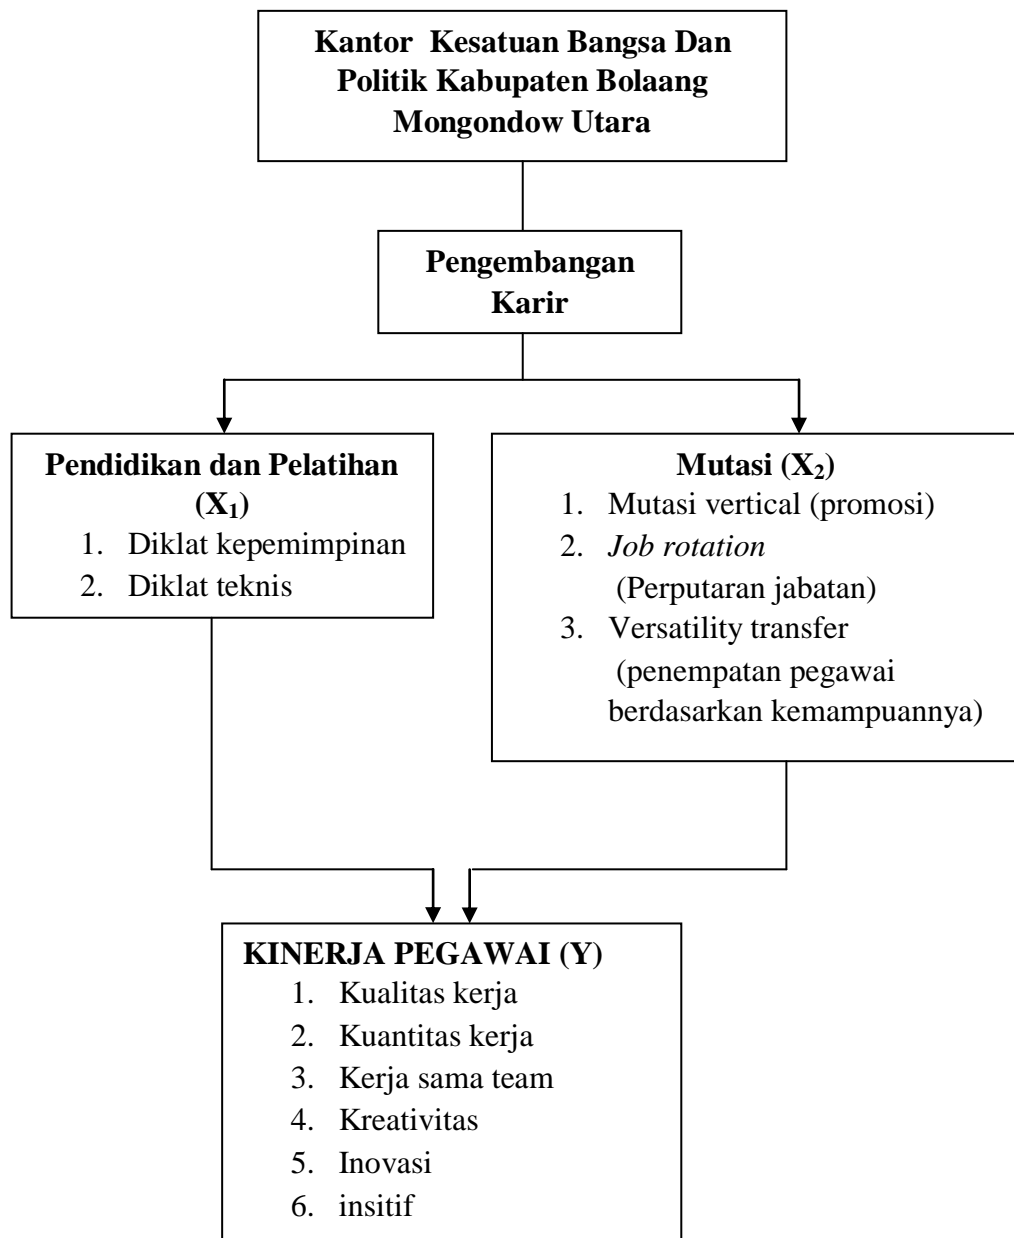 Kantor Kesatuan Bangsa Dan
Politik Kabupaten Bolaang
Mongondow Utara
Pengembangan
Karir
Pendidikan dan Pelatihan
(X₁)
1. Diklat kepemimpinan
2. Diklat teknis
Mutasi (X₂)
1. Mutasi vertical (promosi)
2. Job rotation
(Perputaran jabatan)
3. Versatility transfer
(penempatan pegawai
berdasarkan kemampuannya)
KINERJA PEGAWAI (Y)
1. Kualitas kerja
2. Kuantitas kerja
3. Kerja sama team
4. Kreativitas
5. Inovasi
6. insitif